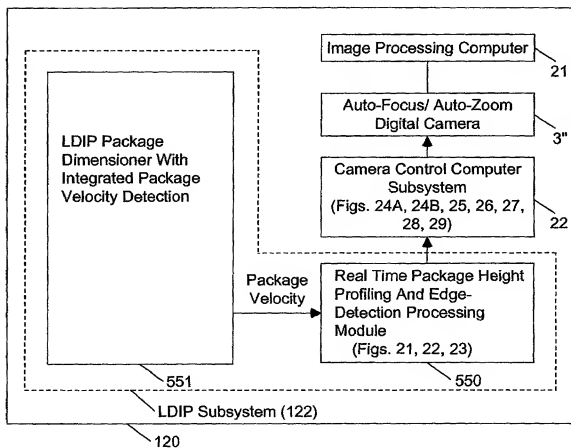 Image Processing Computer
21
Auto-Focus/ Auto-Zoom
Digital Camera
3"
LDIP Package
Dimensioner With
Integrated Package
Velocity Detection
Camera Control Computer
Subsystem
(Figs. 24A, 24B, 25, 26, 27,
28, 29)
22
Package
Velocity
Real Time Package Height
Profiling And Edge-
Detection Processing
Module
(Figs. 21, 22, 23)
551
550
LDIP Subsystem (122)
120